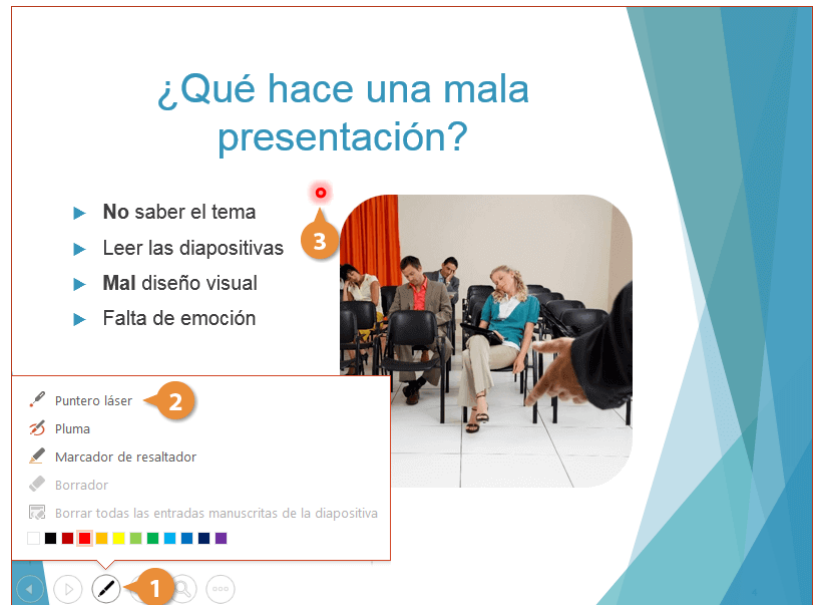 ¿Qué hace una mala
presentación?
No saber el tema
Leer las diapositivas
Mal diseño visual
Falta de emoción
3
Puntero láser
2
Pluma
Marcador de resaltador
Borrador
Borrar todas las entradas manuscritas de la diapositiva
1